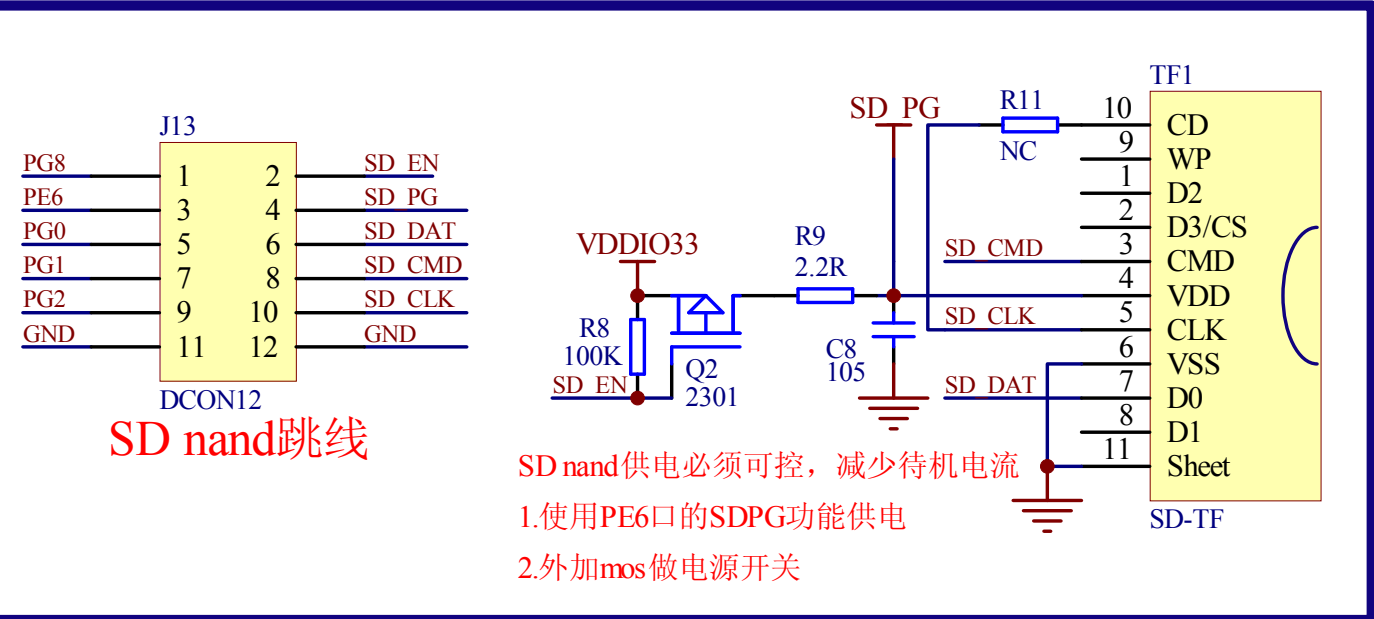 J13
PG8 1 2 SD_EN
PE6 3 4 SD_PG
PG0 5 6 SD_DAT
PG1 7 8 SD_CMD
PG2 9 10 SD_CLK
GND 11 12 GND
DCON12
SD nand跳线
VDDIO33
R8
100K
SD_EN
Q2
2301
R9
2.2R
SD_PG
C8
105
R11
NC
TF1
10 CD
9 WP
1 D2
2 D3/CS
SD_CMD 3 CMD
4 VDD
SD_CLK 5 CLK
6 VSS
SD_DAT 7 D0
8 D1
11 Sheet
SD-TF
SD nand供电必须可控，减少待机电流
1.使用PE6口的SDPG功能供电
2.外加mos做电源开关